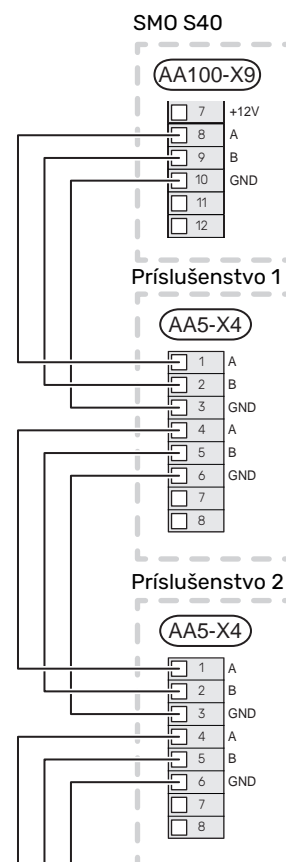 SMO S40
AA100-X9
7 +12V
8 A
9 B
10 GND
11
12
Príslušenstvo 1
AA5-X4
1 A
2 B
3 GND
4 A
5 B
6 GND
7
8
Príslušenstvo 2
AA5-X4
1 A
2 B
3 GND
4 A
5 B
6 GND
7
8